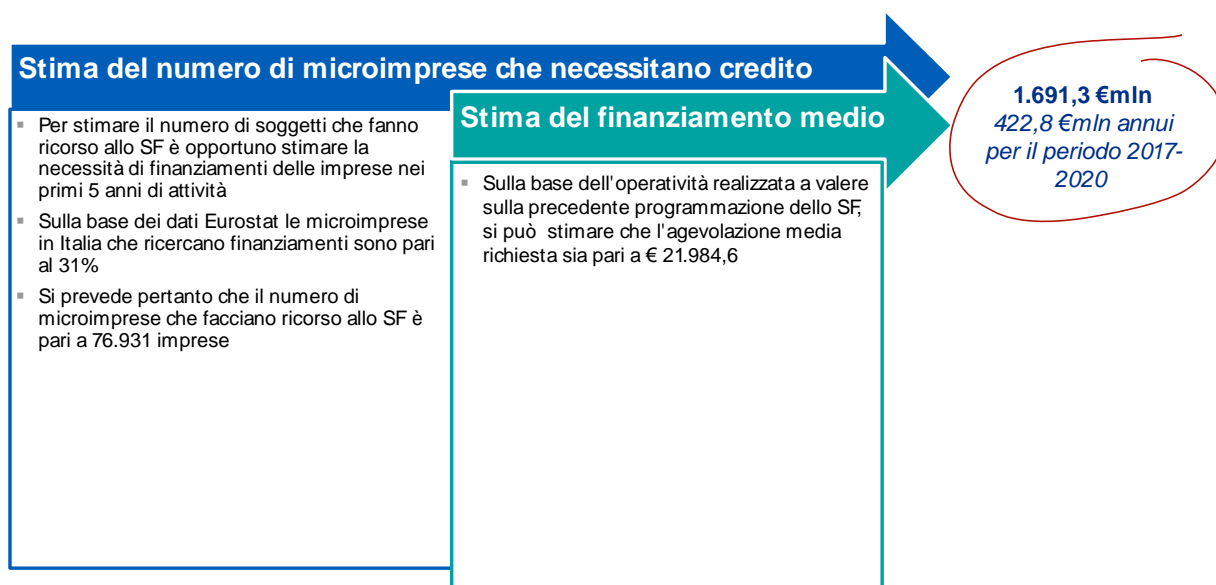 Stima del numero di microimprese che necessitano credito
▪ Per stimare il numero di soggetti che fanno
ricorso allo SF è opportuno stimare la
necessità di finanziamenti delle imprese nei
primi 5 anni di attività
▪ Sulla base dei dati Eurostat le microimprese
in Italia che ricercano finanziamenti sono pari
al 31%
▪ Si prevede pertanto che il numero di
microimprese che facciano ricorso allo SF è
pari a 76.931 imprese
Stima del finanziamento medio
▪ Sulla base dell'operatività realizzata a valere
sulla precedente programmazione dello SF,
si può stimare che l'agevolazione media
richiesta sia pari a € 21.984,6
1.691,3 €mln
422,8 €mln annui
per il periodo 2017-
2020